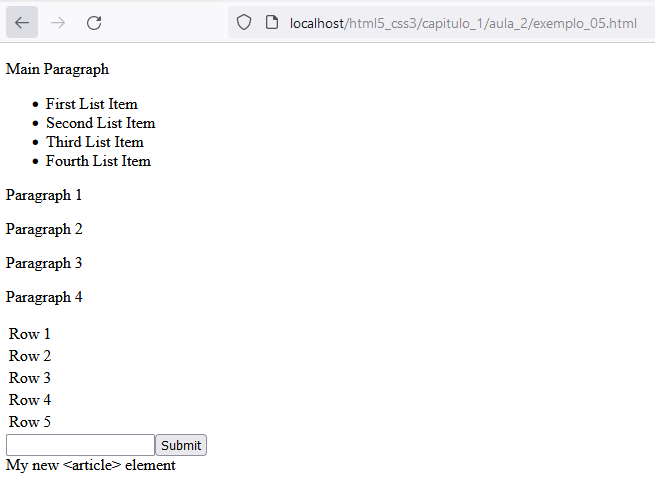 localhost/html5_css3/capitulo_1/aula_2/exemplo_05.html
Main Paragraph
First List Item
Second List Item
Third List Item
Fourth List Item
Paragraph 1
Paragraph 2
Paragraph 3
Paragraph 4
Row 1
Row 2
Row 3
Row 4
Row 5
Submit
My new <article> element